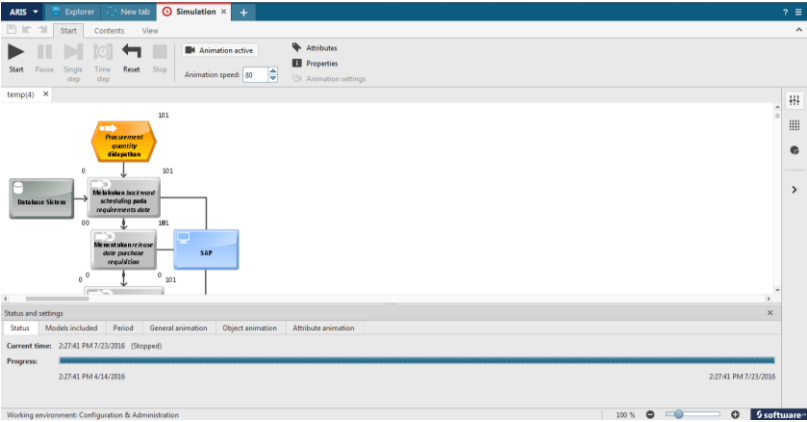 ARIS Explorer New tab Simulation × + ?
Start Contents View
Start Pause Single step Time step Reset Stop
Animation active
Animation speed: 80
Attributes
Properties
Animation settings
temp(4) ×
101
Procurement
quantity
didapatkan
0 101
Database Sistem
Melakukan backward
scheduling pada
requirements date
00 0 101
Menentukan release
date purchase
requisition
SAP
0 0 0 0 101
Status and settings ×
Status Models included Period General animation Object animation Attribute animation
Current time: 2:27:41 PM 7/23/2016 (Stopped)
Progress:
2:27:41 PM 4/14/2016 2:27:41 PM 7/23/2016
Working environment: Configuration & Administration 100 % software